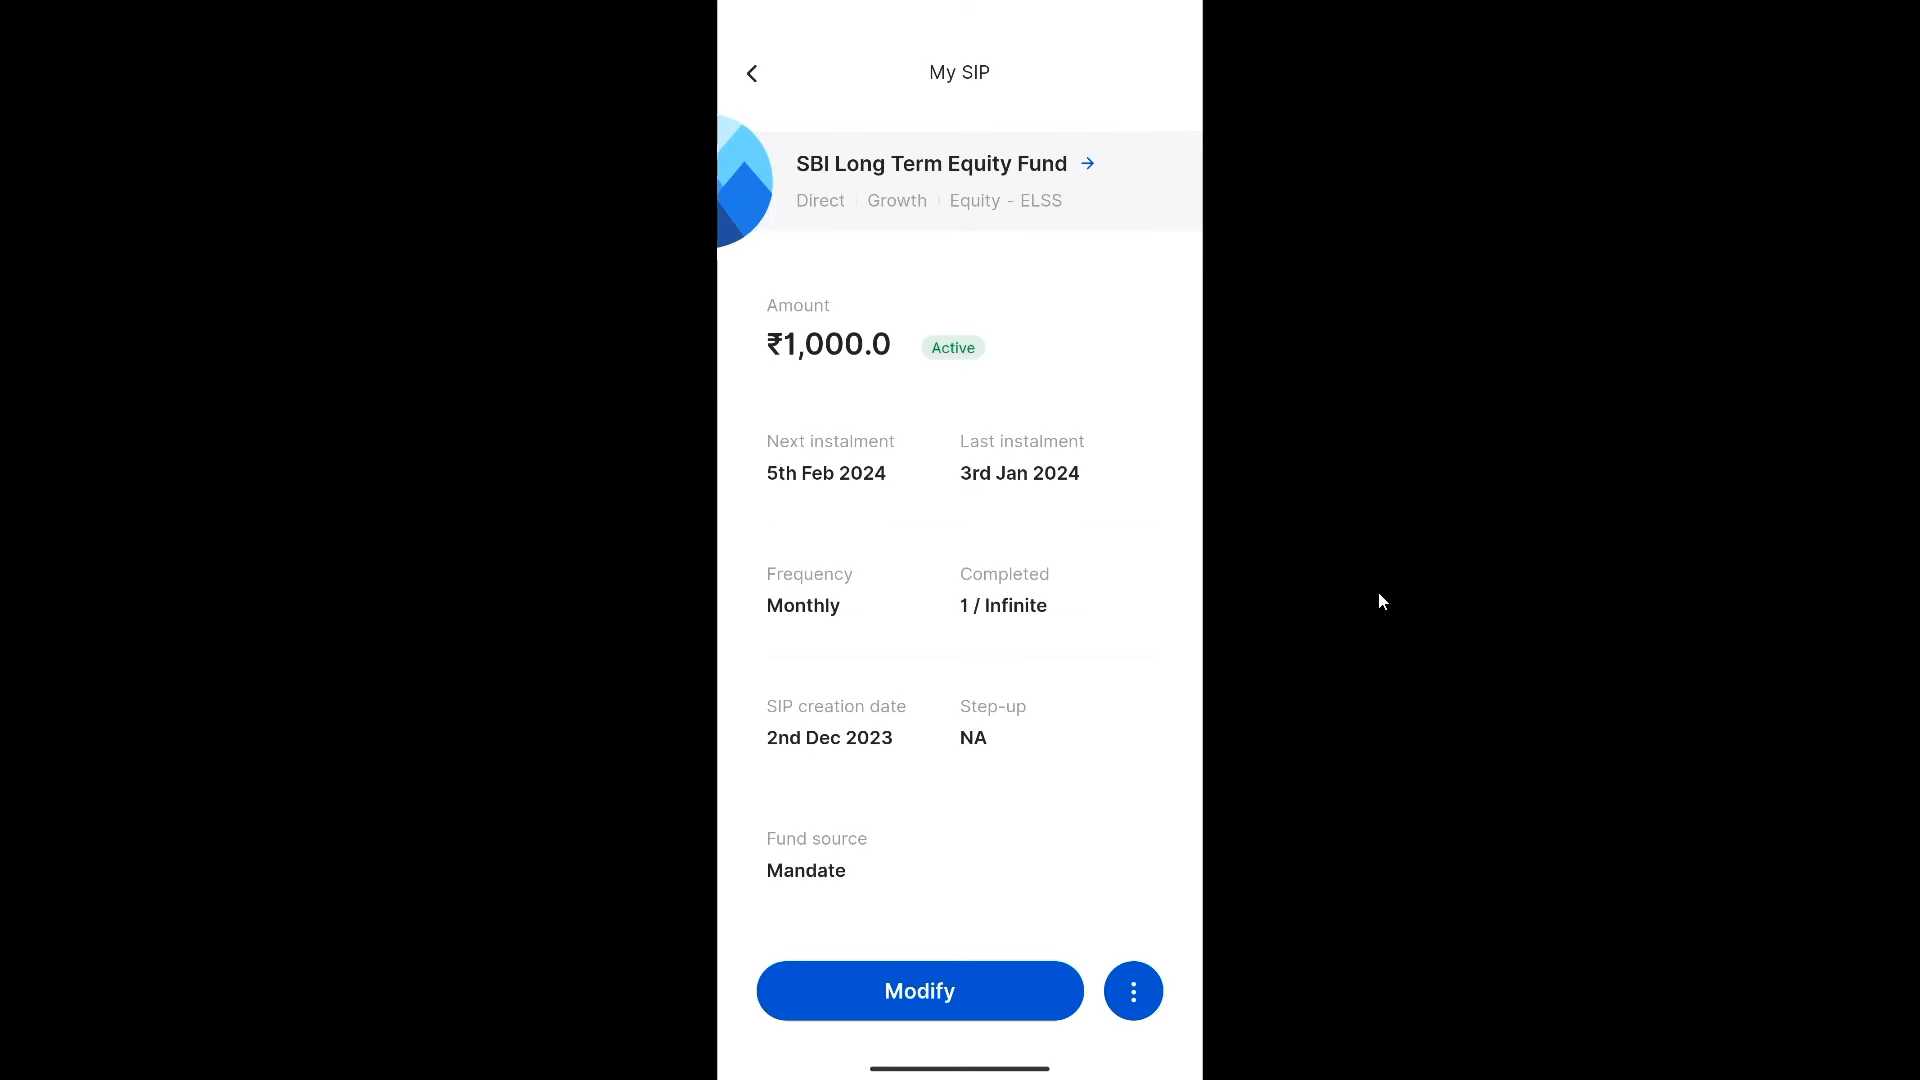 My SIP
SBI Long Term Equity Fund
Direct Growth Equity - ELSS
Amount
₹1,000.0 Active
Next instalment Last instalment
5th Feb 2024 3rd Jan 2024
Frequency Completed
Monthly 1 / Infinite
SIP creation date Step-up
2nd Dec 2023 NA
Fund source
Mandate
Modify